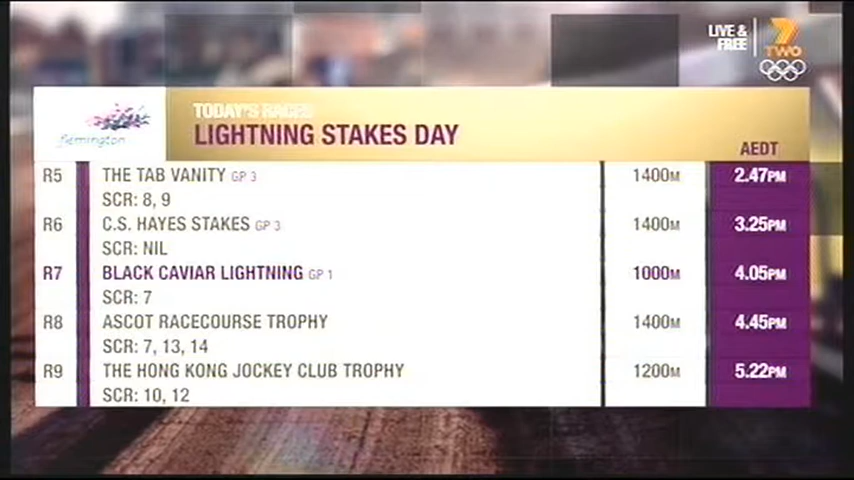 LIVE &
FREE
7
TWO
flemington
TODAY'S RACES
LIGHTNING STAKES DAY
AEDT
R5 THE TAB VANITY GP 3 1400M 2.47PM
SCR: 8, 9
R6 C.S. HAYES STAKES GP 3 1400M 3.25PM
SCR: NIL
R7 BLACK CAVIAR LIGHTNING GP 1 1000M 4.05PM
SCR: 7
R8 ASCOT RACECOURSE TROPHY 1400M 4.45PM
SCR: 7, 13, 14
R9 THE HONG KONG JOCKEY CLUB TROPHY 1200M 5.22PM
SCR: 10, 12